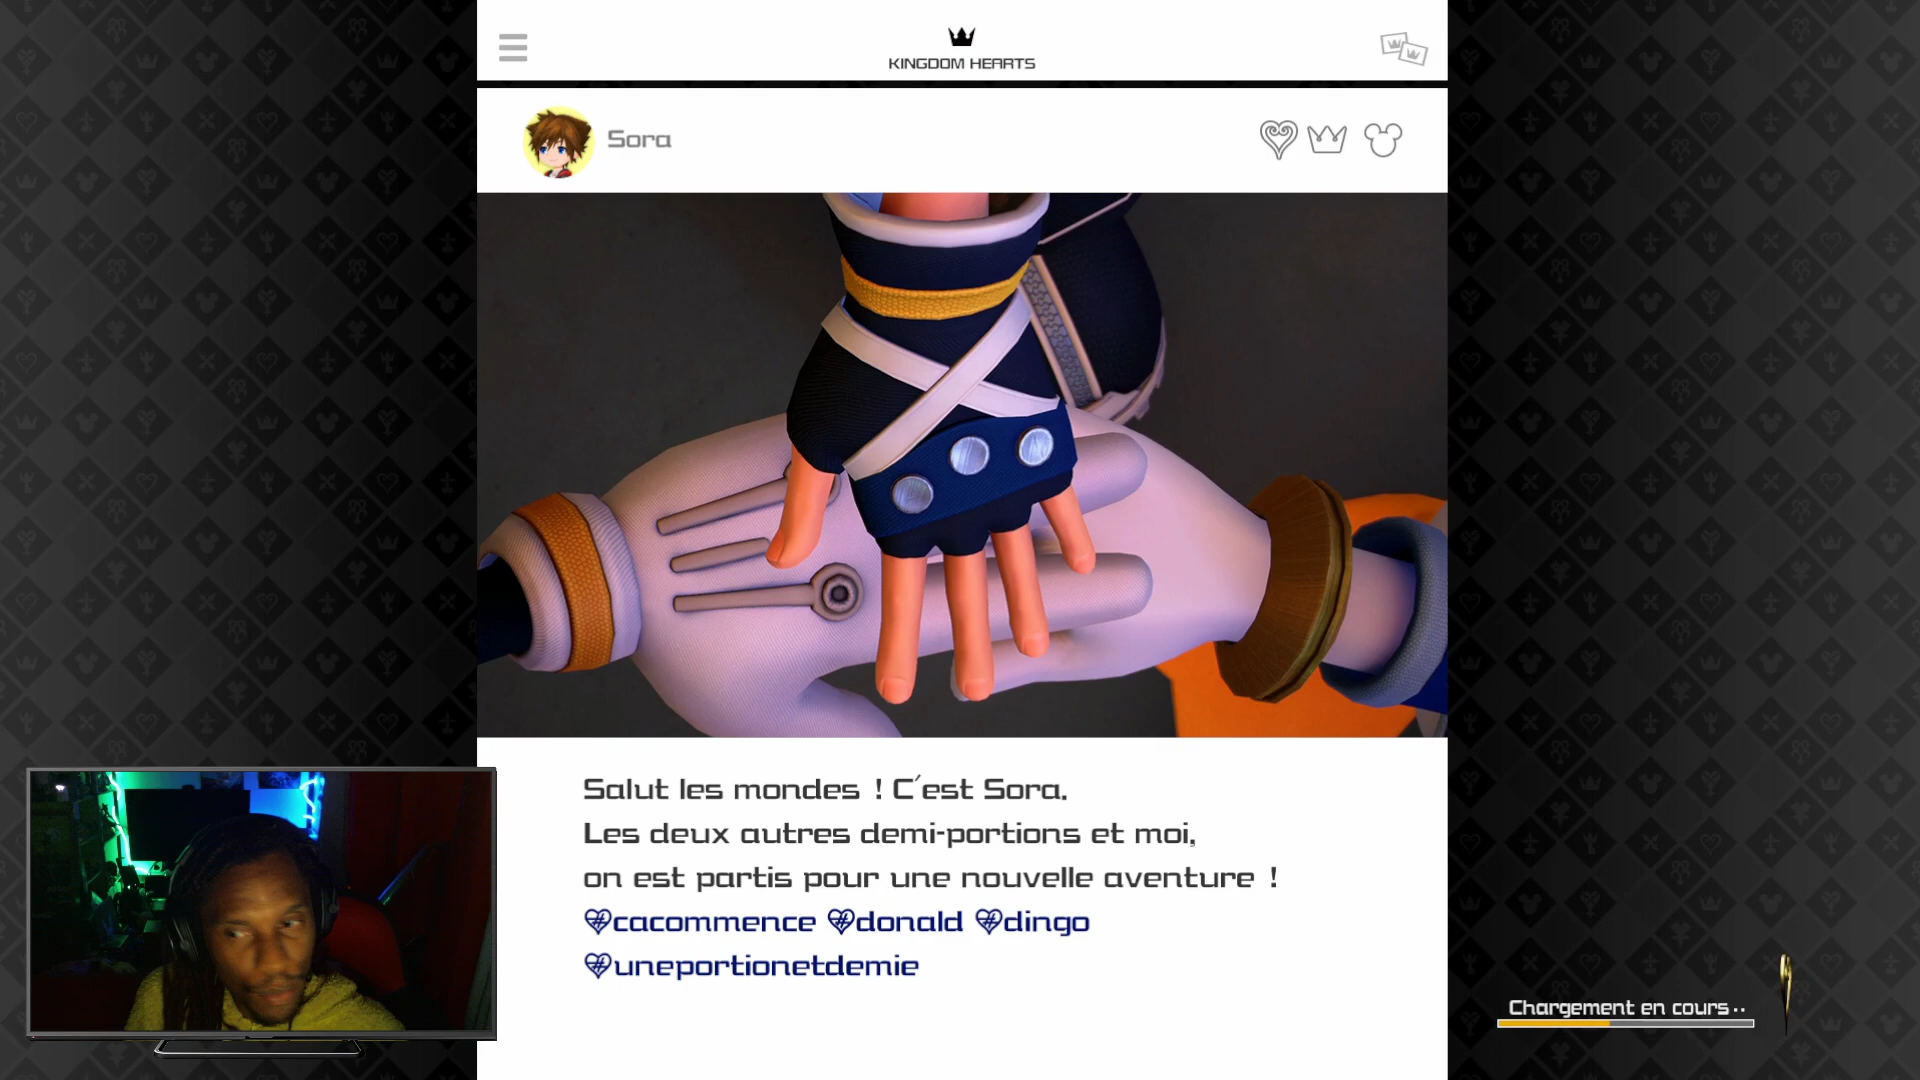 KINGDOM HEARTS
Sora
Salut les mondes ! C'est Sora.
Les deux autres demi-portions et moi,
on est partis pour une nouvelle aventure !
#cacommence #donald #dingo
#uneportionetdemie
Chargement en cours..